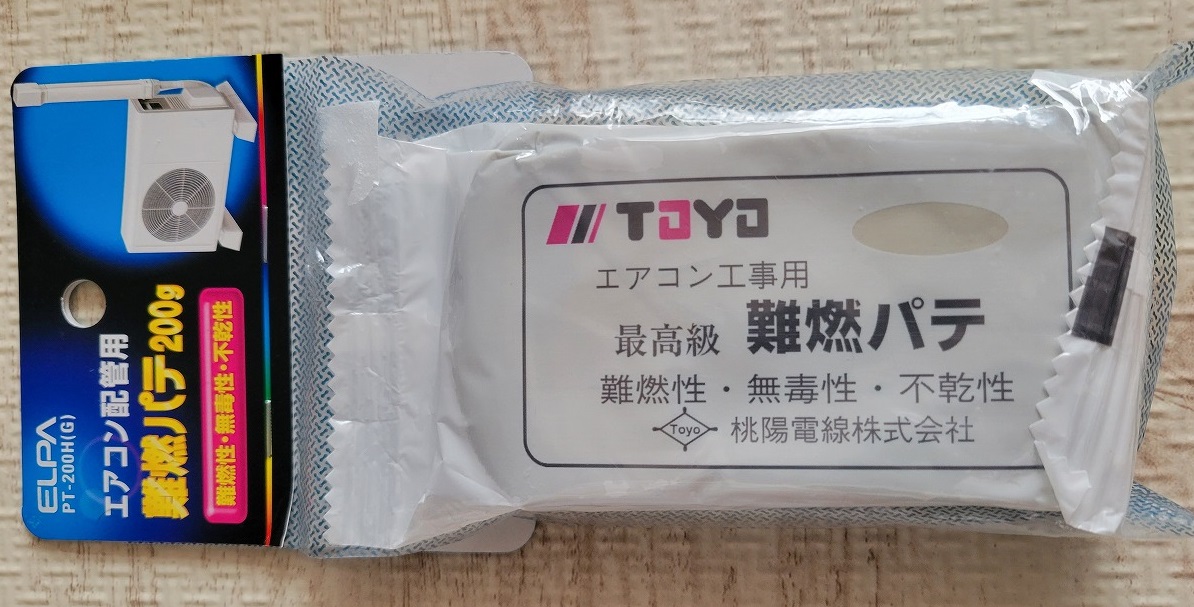 ELPA
PT-200H(G)
エアコン配管用
難燃パテ200g
難燃性・無毒性・不乾性
TOYO
エアコン工事用
最高級 難燃パテ
難燃性・無毒性・不乾性
Toyo 桃陽電線株式会社